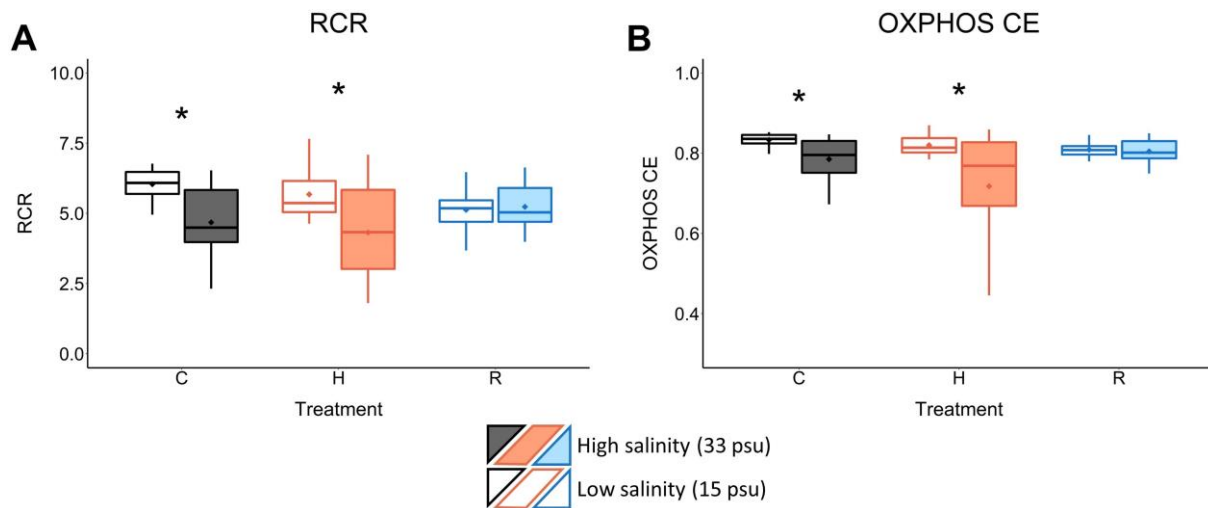 A
RCR
RCR
10.0
7.5
5.0
2.5
0.0
*
*
C
H
R
Treatment
B
OXPHOS CE
OXPHOS CE
1.0
0.8
0.6
0.4
*
*
C
H
R
Treatment
High salinity (33 psu)
Low salinity (15 psu)